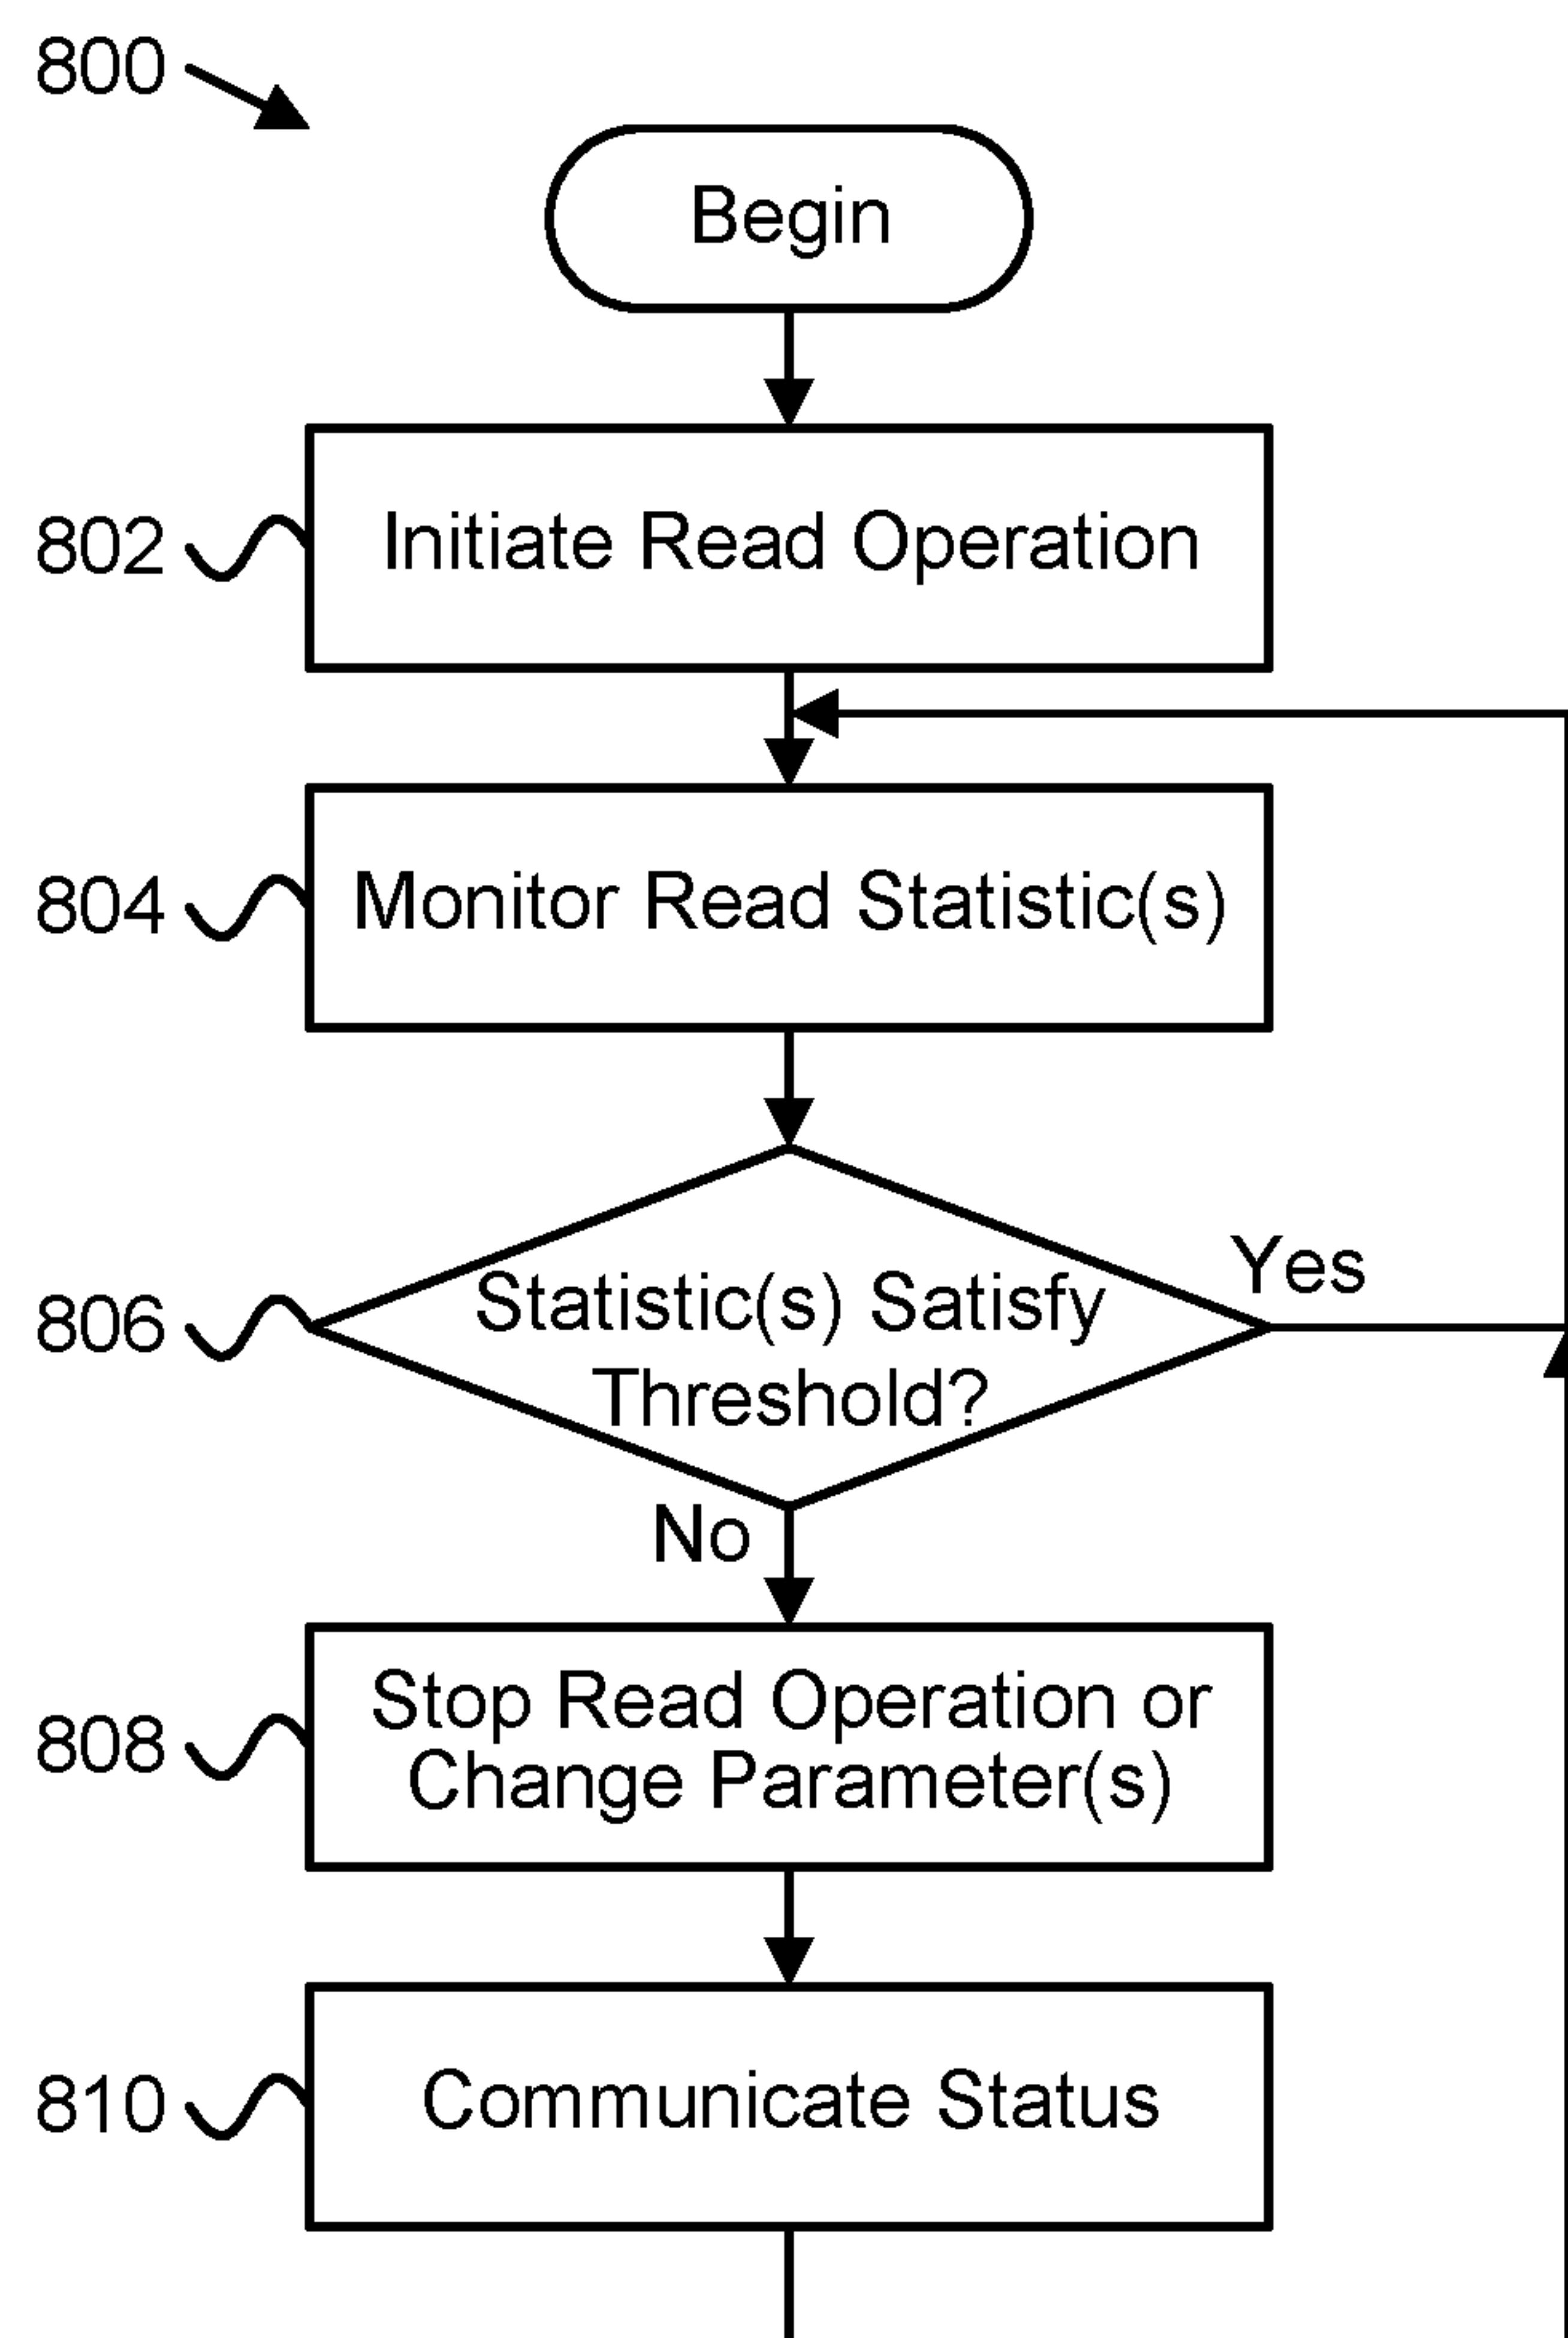 800
Begin
802
Initiate Read Operation
804
Monitor Read Statistic(s)
806
Statistic(s) Satisfy
Threshold?
Yes
No
808
Stop Read Operation or
Change Parameter(s)
810
Communicate Status